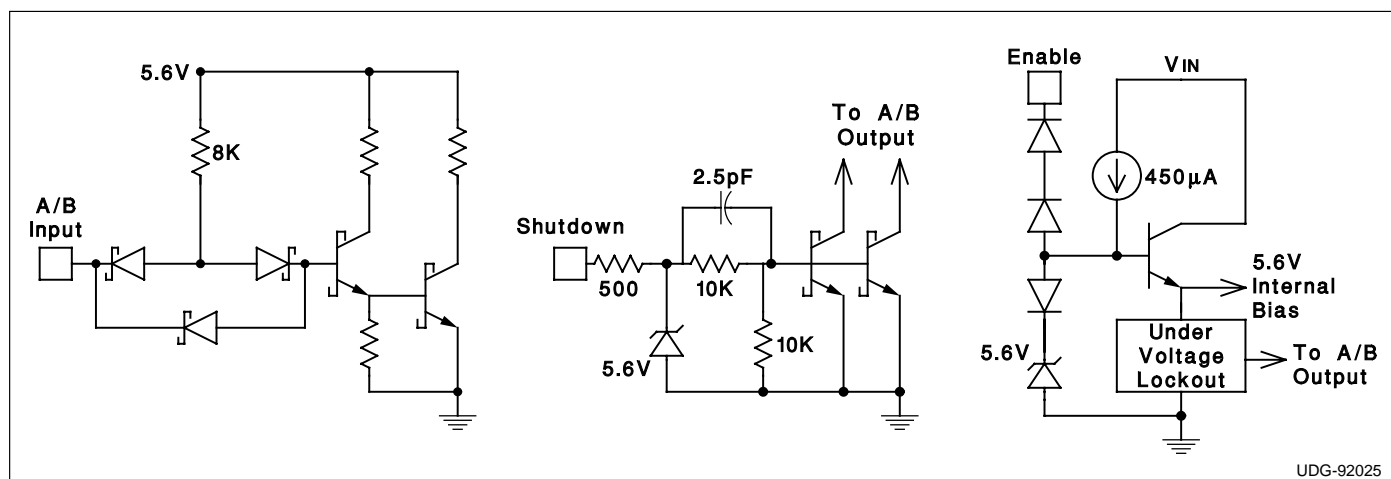 5.6V
8K
A/B
Input
To A/B
Output
2.5pF
Shutdown
500
10K
10K
5.6V
Enable
VIN
450µA
5.6V
Internal
Bias
5.6V
Under
Voltage
Lockout
To A/B
Output
UDG-92025